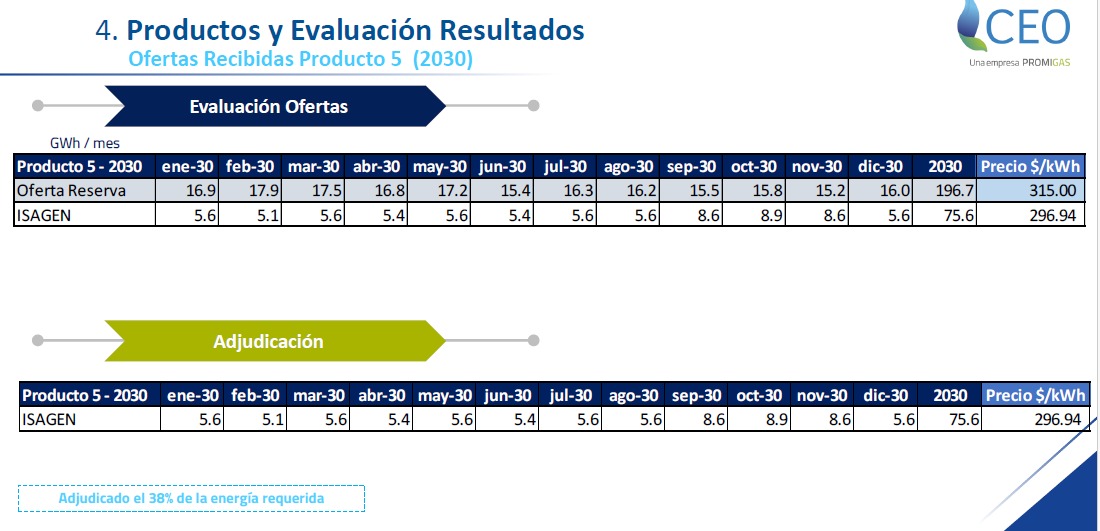 4. Productos y Evaluación Resultados
Ofertas Recibidas Producto 5 (2030)
CEO
Una empresa PROMIGAS
Evaluación Ofertas
GWh / mes
Producto 5 - 2030 ene-30 feb-30 mar-30 abr-30 may-30 jun-30 jul-30 ago-30 sep-30 oct-30 nov-30 dic-30 2030 Precio $/kWh
Oferta Reserva 16.9 17.9 17.5 16.8 17.2 15.4 16.3 16.2 15.5 15.8 15.2 16.0 196.7 315.00
ISAGEN 5.6 5.1 5.6 5.4 5.6 5.4 5.6 5.6 8.6 8.9 8.6 5.6 75.6 296.94
Adjudicación
Producto 5 - 2030 ene-30 feb-30 mar-30 abr-30 may-30 jun-30 jul-30 ago-30 sep-30 oct-30 nov-30 dic-30 2030 Precio $/kWh
ISAGEN 5.6 5.1 5.6 5.4 5.6 5.4 5.6 5.6 8.6 8.9 8.6 5.6 75.6 296.94
Adjudicado el 38% de la energía requerida